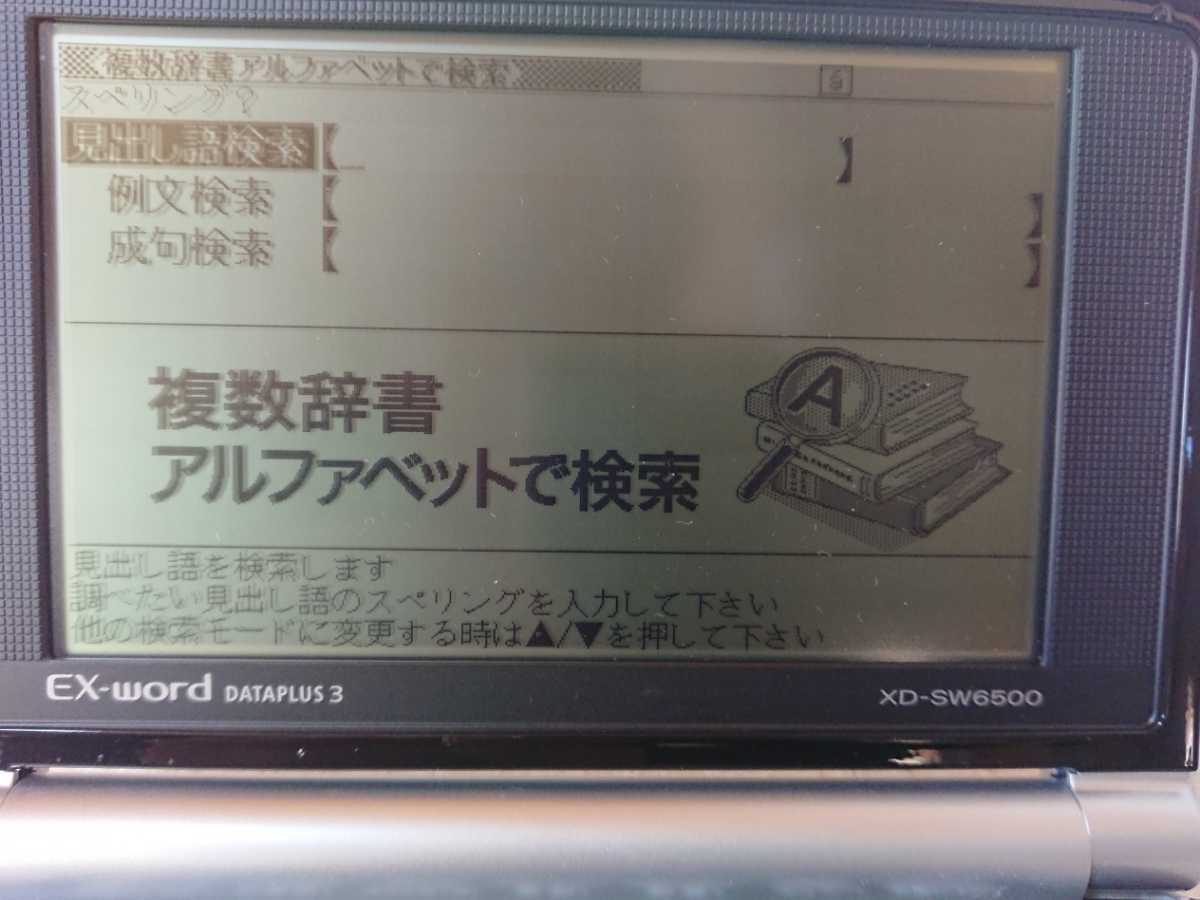 複数辞書アルファベットで検索
スペリング?
見出し語検索【_】
例文検索【 】
成句検索【 】
複数辞書
アルファベットで検索
A
見出し語を検索します
調べたい見出し語のスペリングを入力して下さい
他の検索モードに変更する時は▲/▼を押して下さい
EX-word DATAPLUS 3
XD-SW6500